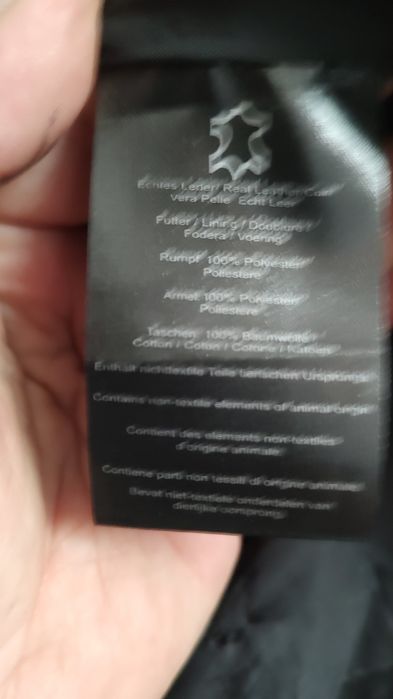 Echtes Leder/ Real Leather/Cuir/
Vera Pelle Echt Leer
Futter / Lining / Doublure /
Fodera / Voering
Rumpf: 100% Polyester/
Poliestere
Ärmel: 100% Polyester/
Poliestere
Taschen: 100% Baumwolle /
Cotton / Coton / Cotone / Katoen
Enthält nichttextile Teile tierischen Ursprungs
Contains non-textile elements of animal origin
Contient des elements non-textiles
d'origine animale
Contiene parti non tessili di origine animale
Bevat niet-textiele onderdelen van
dierlijke oorsprong